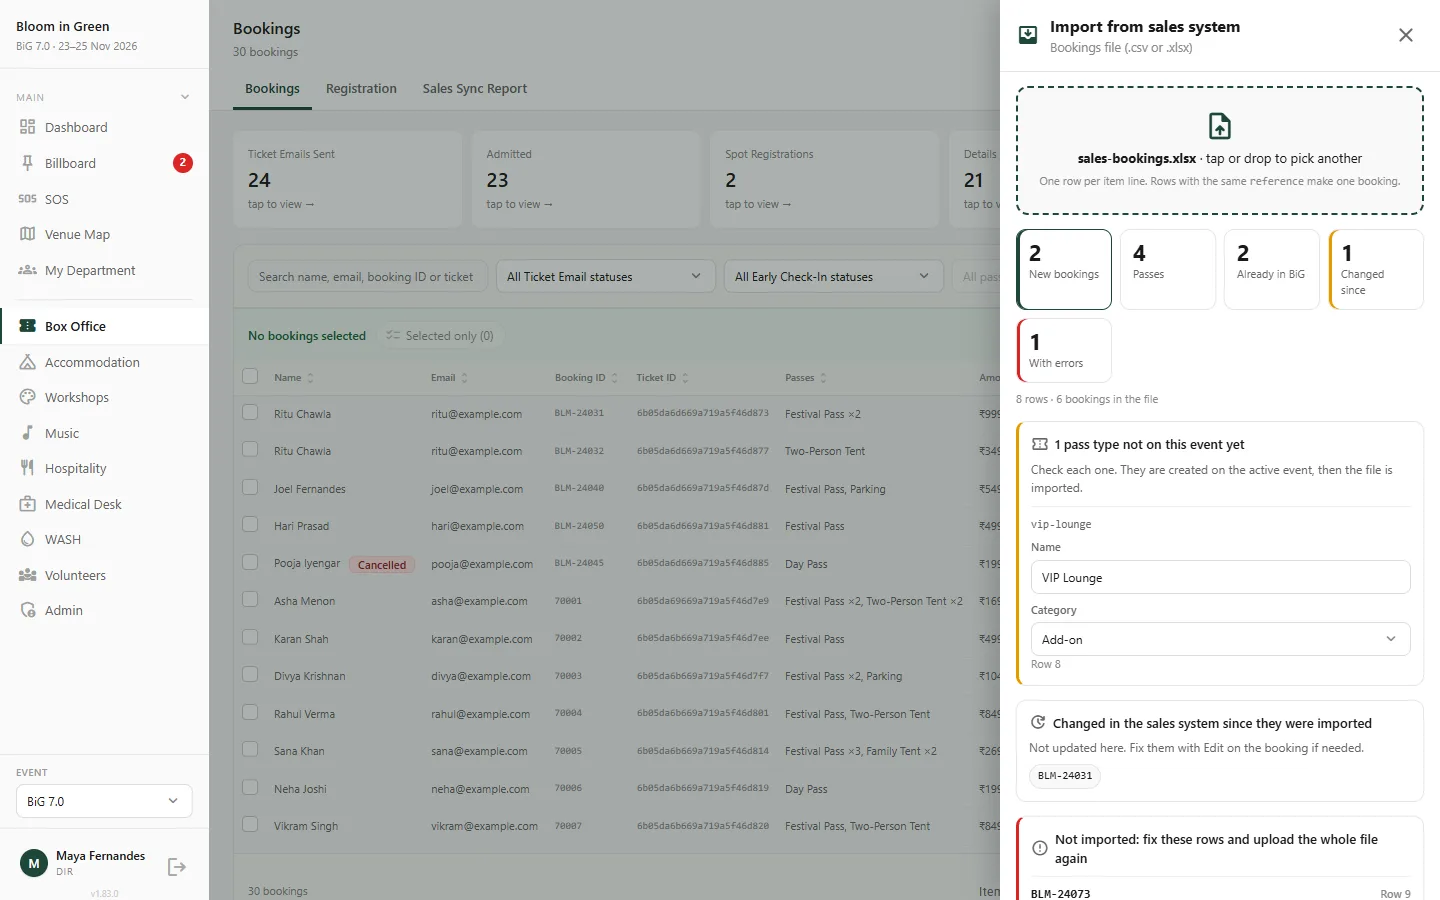 Bloom in Green
BiG 7.0 · 23–25 Nov 2026
MAIN
Dashboard
Billboard
2
SOS
SOS
Venue Map
My Department
Box Office
Accommodation
Workshops
Music
Hospitality
Medical Desk
WASH
Volunteers
Admin
EVENT
BiG 7.0
M
Maya Fernandes
DIR
v1.83.0
Bookings
30 bookings
Bookings
Registration
Sales Sync Report
Ticket Emails Sent
24
tap to view →
Admitted
23
tap to view →
Spot Registrations
2
tap to view →
Details
21
tap to v
Search name, email, booking ID or ticket
All Ticket Email statuses
All Early Check-In statuses
All pas
No bookings selected
Selected only (0)
Name
Email
Booking ID
Ticket ID
Passes
Amo
Ritu Chawla
ritu@example.com
BLM-24031
6b05da6d669a719a5f46d873
Festival Pass ×2
₹999
Ritu Chawla
ritu@example.com
BLM-24032
6b05da6d669a719a5f46d877
Two-Person Tent
₹349
Joel Fernandes
joel@example.com
BLM-24040
6b05da6d669a719a5f46d87d
Festival Pass, Parking
₹549
Hari Prasad
hari@example.com
BLM-24050
6b05da6d669a719a5f46d881
Festival Pass
₹499
Pooja Iyengar
Cancelled
pooja@example.com
BLM-24045
6b05da6d669a719a5f46d885
Day Pass
₹199
Asha Menon
asha@example.com
70001
6b05da69669a719a5f46d7e9
Festival Pass ×2, Two-Person Tent ×2
₹169
Karan Shah
karan@example.com
70002
6b05da6b669a719a5f46d7ee
Festival Pass
₹499
Divya Krishnan
divya@example.com
70003
6b05da6b669a719a5f46d7f7
Festival Pass ×2, Parking
₹104
Rahul Verma
rahul@example.com
70004
6b05da6b669a719a5f46d801
Festival Pass, Two-Person Tent
₹849
Sana Khan
sana@example.com
70005
6b05da6b669a719a5f46d814
Festival Pass ×3, Family Tent ×2
₹269
Neha Joshi
neha@example.com
70006
6b05da6b669a719a5f46d819
Day Pass
₹199
Vikram Singh
vikram@example.com
70007
6b05da6b669a719a5f46d820
Festival Pass, Two-Person Tent
₹849
30 bookings
Item
Import from sales system
Bookings file (.csv or .xlsx)
sales-bookings.xlsx · tap or drop to pick another
One row per item line. Rows with the same reference make one booking.
2
New bookings
4
Passes
2
Already in BiG
1
Changed
since
1
With errors
8 rows · 6 bookings in the file
1 pass type not on this event yet
Check each one. They are created on the active event, then the file is
imported.
vip-lounge
Name
VIP Lounge
Category
Add-on
Row 8
Changed in the sales system since they were imported
Not updated here. Fix them with Edit on the booking if needed.
BLM-24031
Not imported: fix these rows and upload the whole file
again
BLM-24073
Row 9